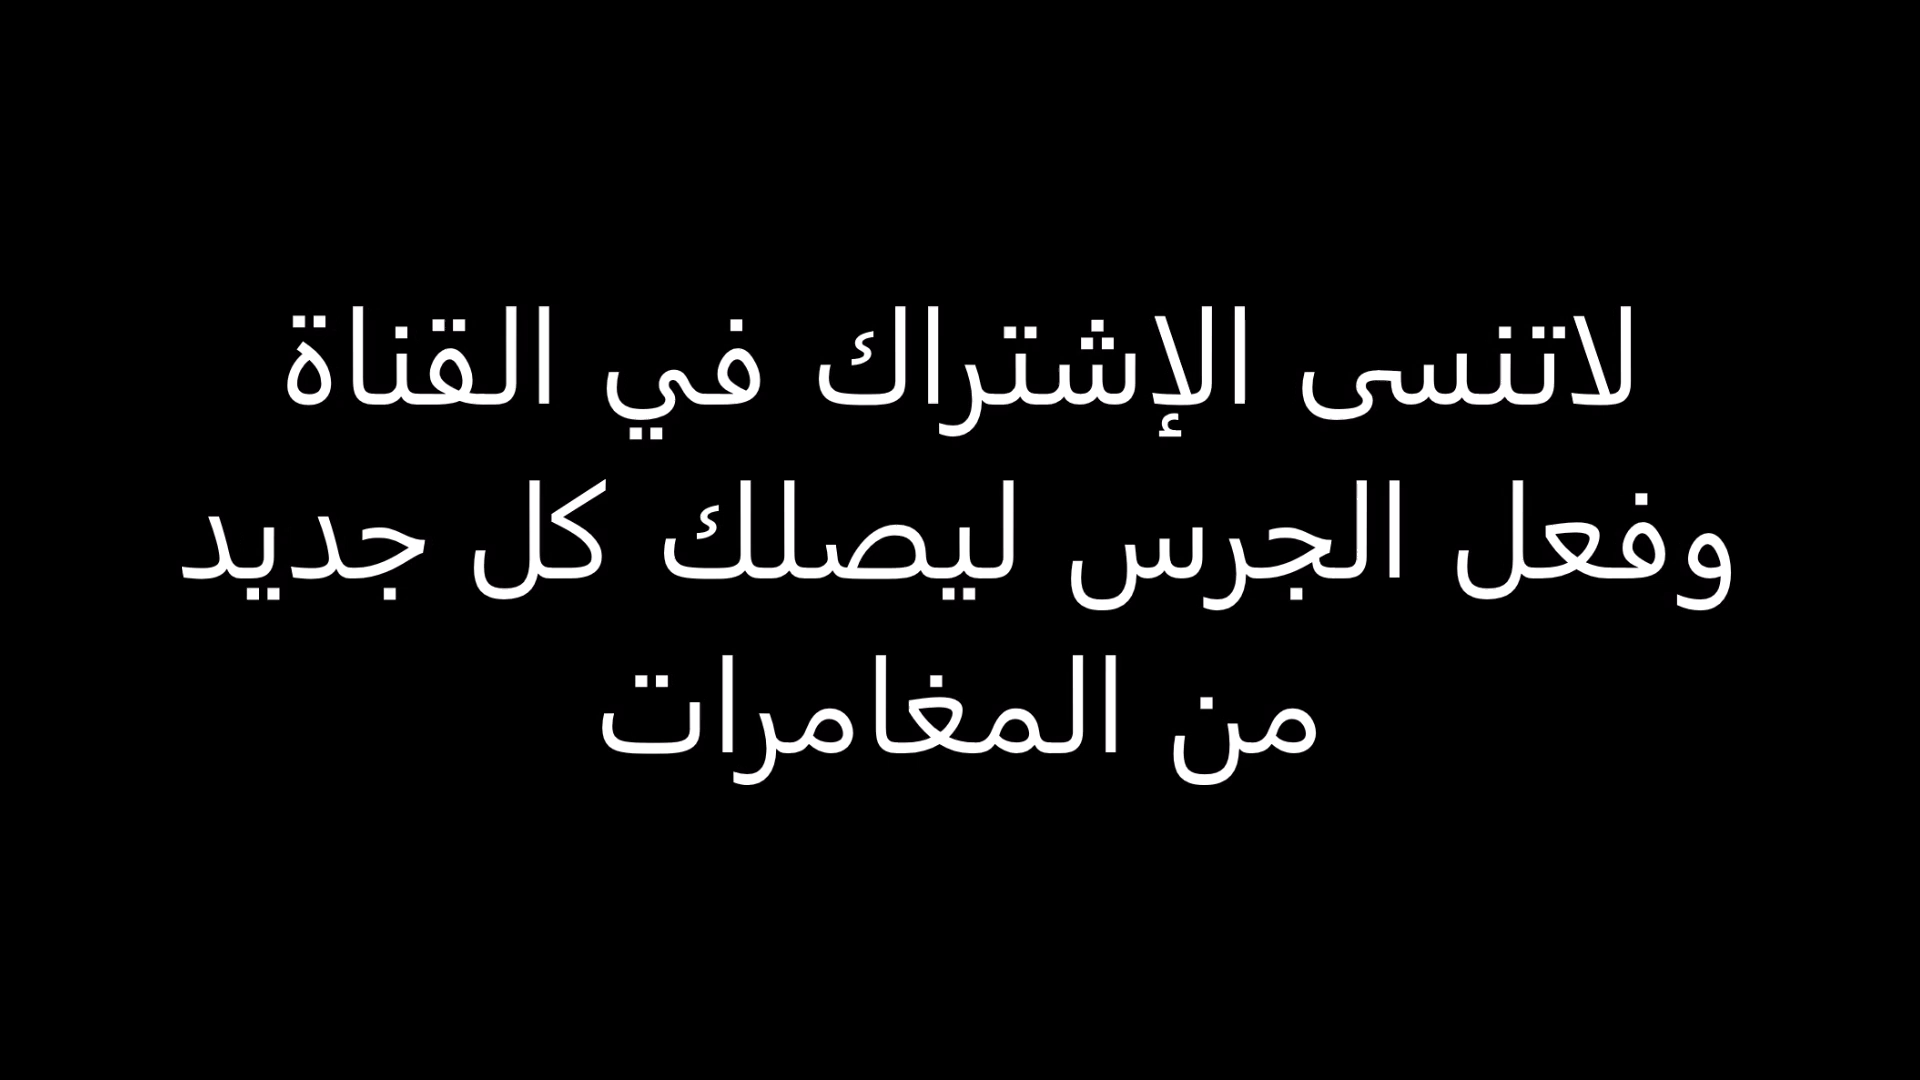 لاتنسى الإشتراك في القناة
وفعل الجرس ليصلك كل جديد
من المغامرات